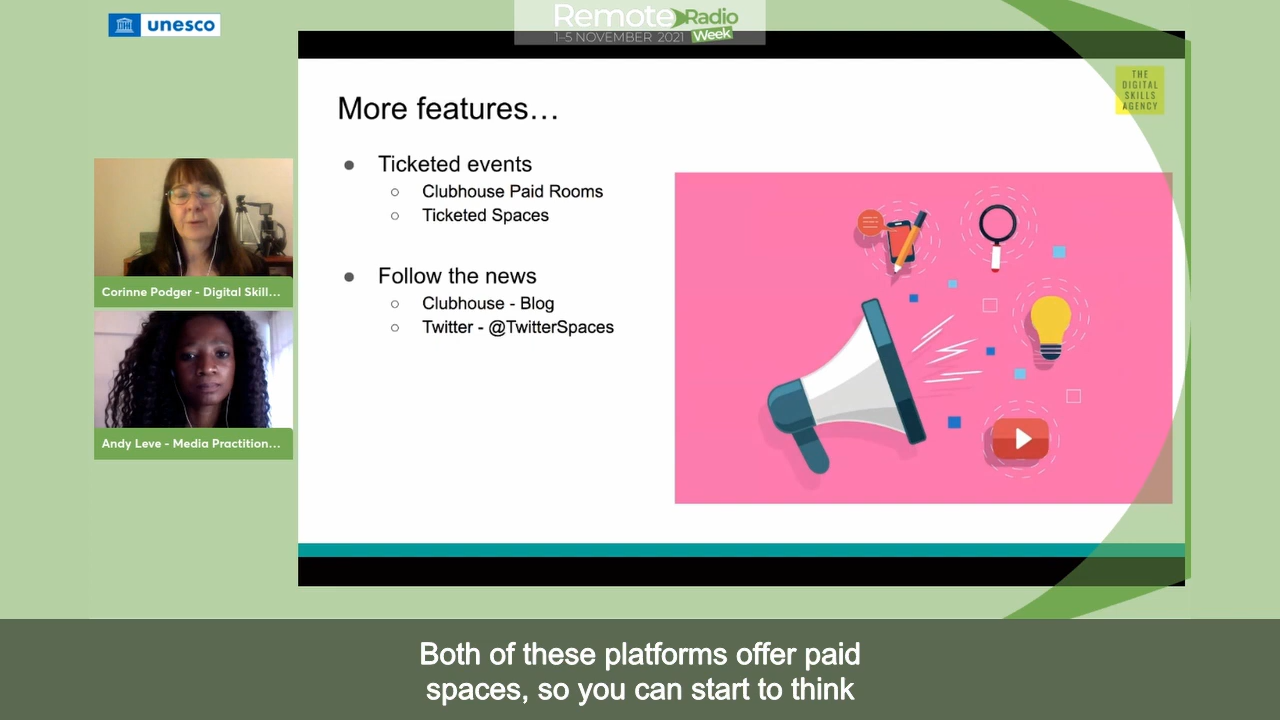 unesco
Remote Radio
1–5 NOVEMBER 2021 Week
THE
DIGITAL
SKILLS
AGENCY
More features…
Ticketed events
Clubhouse Paid Rooms
Ticketed Spaces
Follow the news
Clubhouse - Blog
Twitter - @TwitterSpaces
Corinne Podger - Digital Skill...
Andy Leve - Media Practition...
Both of these platforms offer paid
spaces, so you can start to think